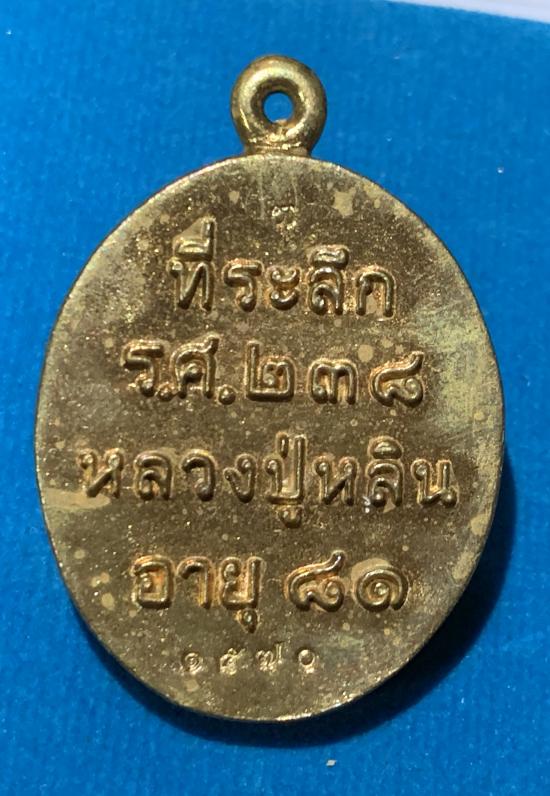 ที่ระลึก
ร.ศ.๒๓๘
หลวงปู่หลิน
อายุ ๘๑
๑๕๗๐